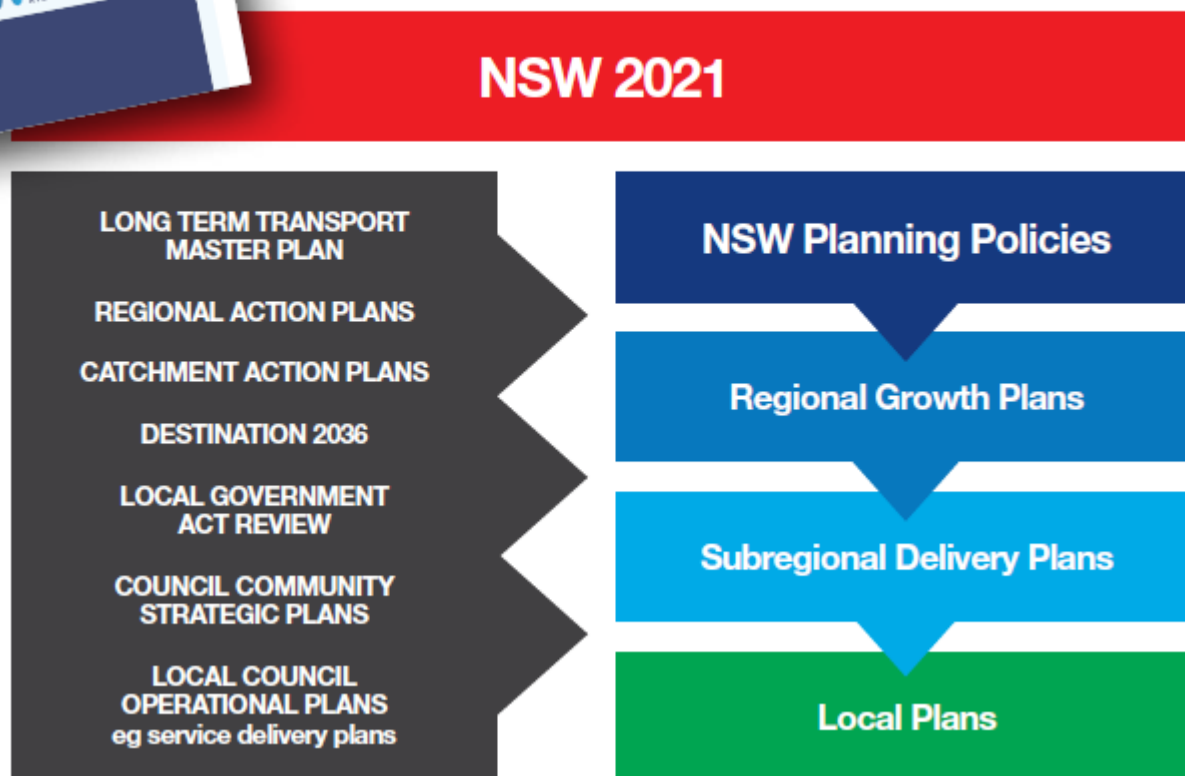 NSW 2021
LONG TERM TRANSPORT
MASTER PLAN
REGIONAL ACTION PLANS
CATCHMENT ACTION PLANS
DESTINATION 2036
LOCAL GOVERNMENT
ACT REVIEW
COUNCIL COMMUNITY
STRATEGIC PLANS
LOCAL COUNCIL
OPERATIONAL PLANS
eg service delivery plans
NSW Planning Policies
Regional Growth Plans
Subregional Delivery Plans
Local Plans